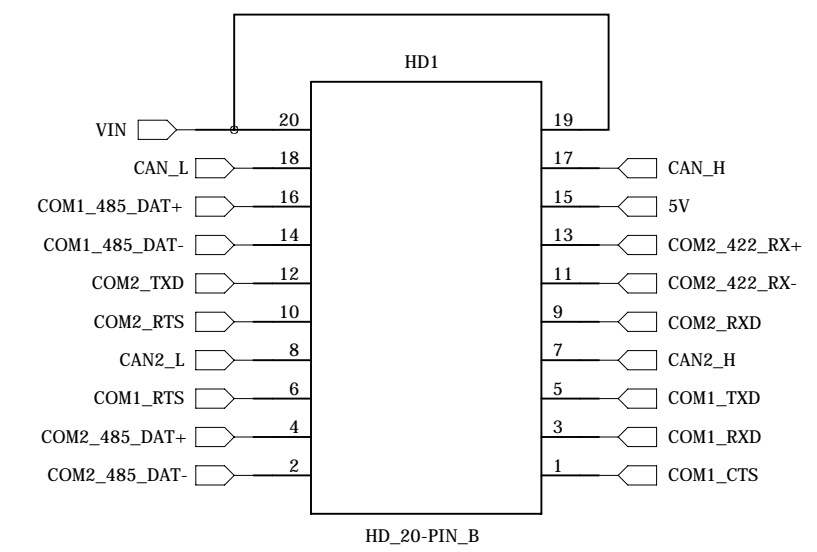 HD1
VIN 20 19
CAN_L 18 17 CAN_H
COM1_485_DAT+ 16 15 5V
COM1_485_DAT- 14 13 COM2_422_RX+
COM2_TXD 12 11 COM2_422_RX-
COM2_RTS 10 9 COM2_RXD
CAN2_L 8 7 CAN2_H
COM1_RTS 6 5 COM1_TXD
COM2_485_DAT+ 4 3 COM1_RXD
COM2_485_DAT- 2 1 COM1_CTS
HD_20-PIN_B